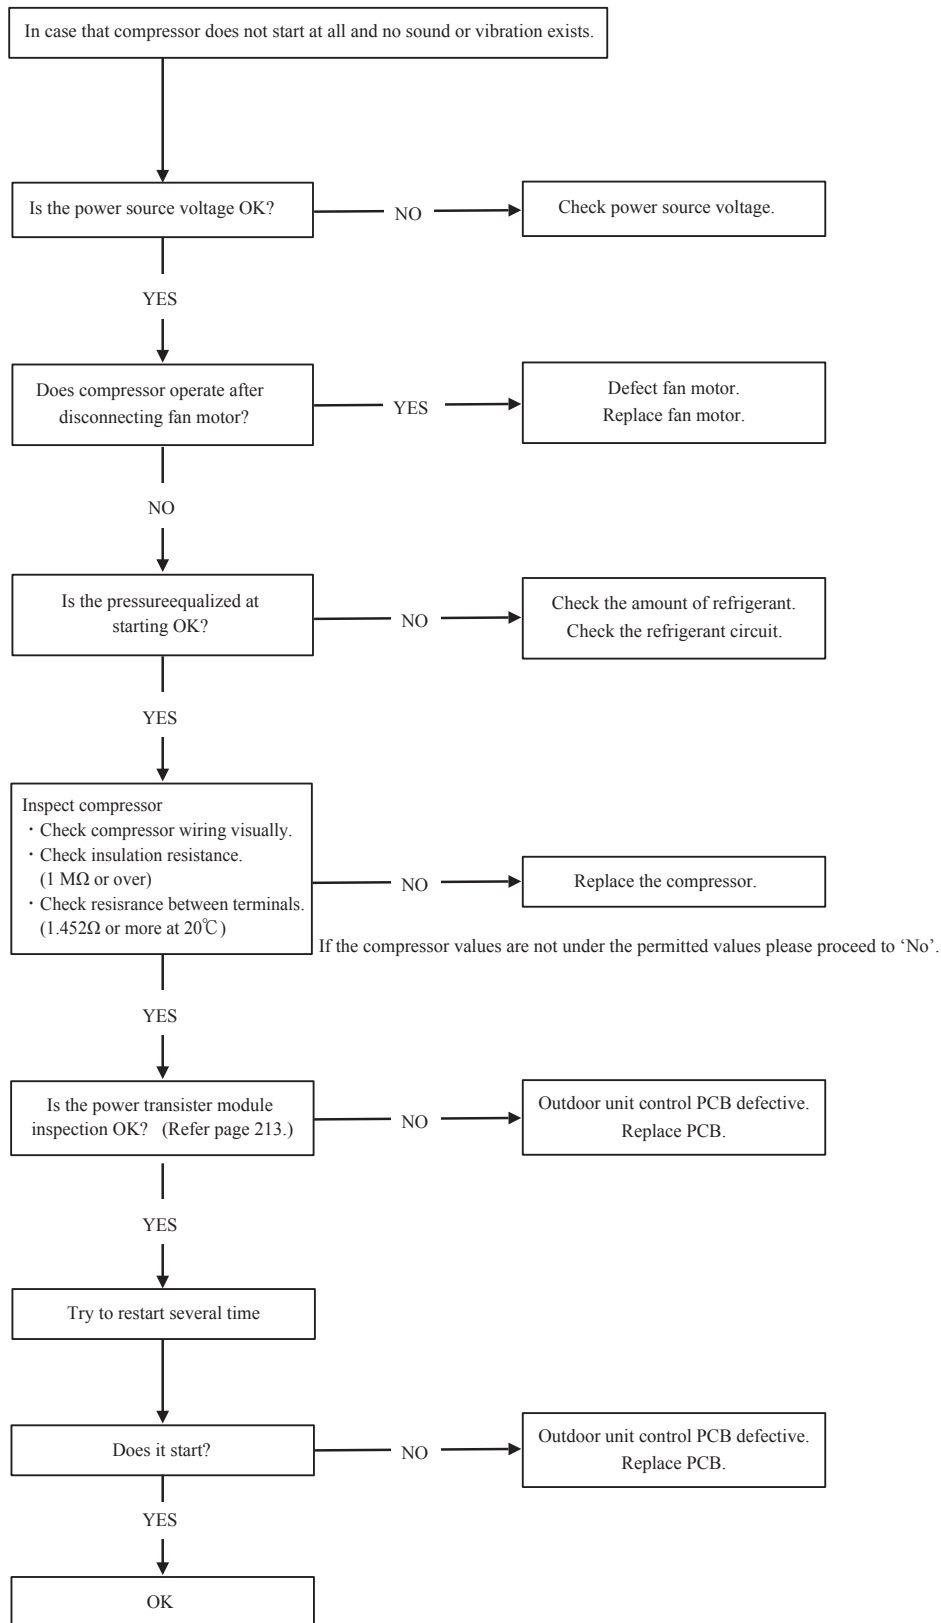 In case that compressor does not start at all and no sound or vibration exists.
Is the power source voltage OK?
NO
Check power source voltage.
YES
Does compressor operate after
disconnecting fan motor?
YES
Defect fan motor.
Replace fan motor.
NO
Is the pressureequalized at
starting OK?
NO
Check the amount of refrigerant.
Check the refrigerant circuit.
YES
Inspect compressor
・Check compressor wiring visually.
・Check insulation resistance.
(1 MΩ or over)
・Check resisrance between terminals.
(1.452Ω or more at 20℃)
NO
Replace the compressor.
If the compressor values are not under the permitted values please proceed to ‘No’.
YES
Is the power transister module
inspection OK? (Refer page 213.)
NO
Outdoor unit control PCB defective.
Replace PCB.
YES
Try to restart several time
Does it start?
NO
Outdoor unit control PCB defective.
Replace PCB.
YES
OK